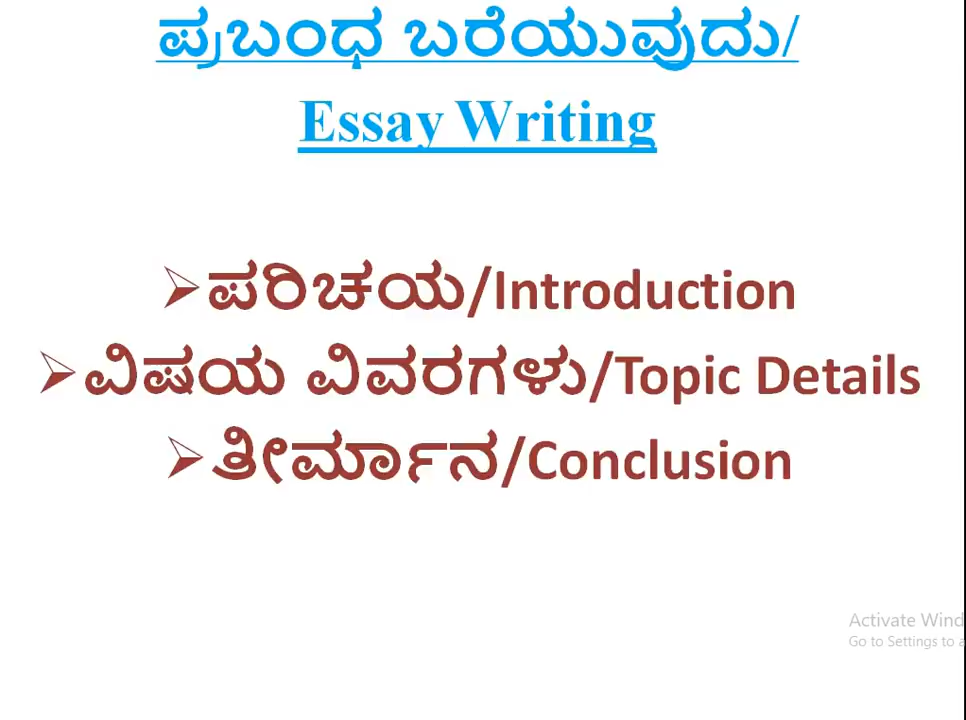 ಪ್ರಬಂಧ ಬರೆಯುವುದು/
Essay Writing
➢ಪರಿಚಯ/Introduction
➢ವಿಷಯ ವಿವರಗಳು/Topic Details
➢ತೀರ್ಮಾನ/Conclusion
Activate Wind
Go to Settings to a